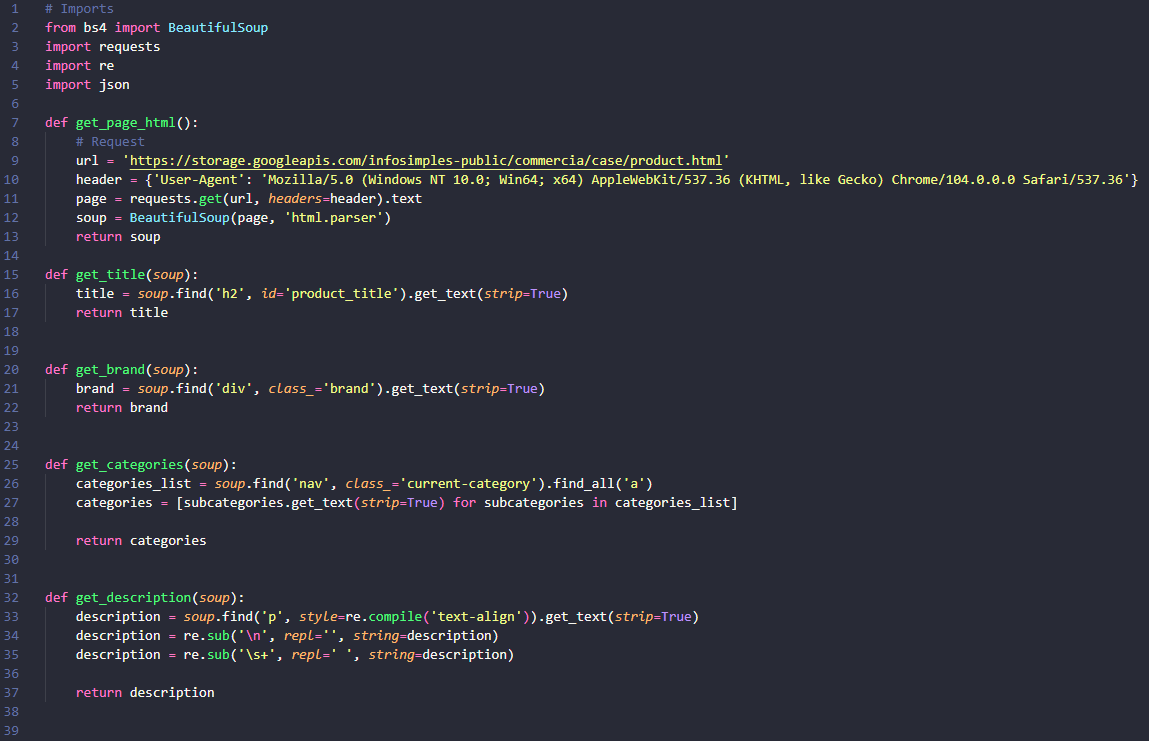 1 # Imports
2 from bs4 import BeautifulSoup
3 import requests
4 import re
5 import json
6
7 def get_page_html():
8     # Request
9     url = 'https://storage.googleapis.com/infosimples-public/commercia/case/product.html'
10     header = {'User-Agent': 'Mozilla/5.0 (Windows NT 10.0; Win64; x64) AppleWebKit/537.36 (KHTML, like Gecko) Chrome/104.0.0.0 Safari/537.36'}
11     page = requests.get(url, headers=header).text
12     soup = BeautifulSoup(page, 'html.parser')
13     return soup
14
15 def get_title(soup):
16     title = soup.find('h2', id='product_title').get_text(strip=True)
17     return title
18
19
20 def get_brand(soup):
21     brand = soup.find('div', class_='brand').get_text(strip=True)
22     return brand
23
24
25 def get_categories(soup):
26     categories_list = soup.find('nav', class_='current-category').find_all('a')
27     categories = [subcategories.get_text(strip=True) for subcategories in categories_list]
28
29     return categories
30
31
32 def get_description(soup):
33     description = soup.find('p', style=re.compile('text-align')).get_text(strip=True)
34     description = re.sub('\n', repl='', string=description)
35     description = re.sub('\s+', repl=' ', string=description)
36
37     return description
38
39